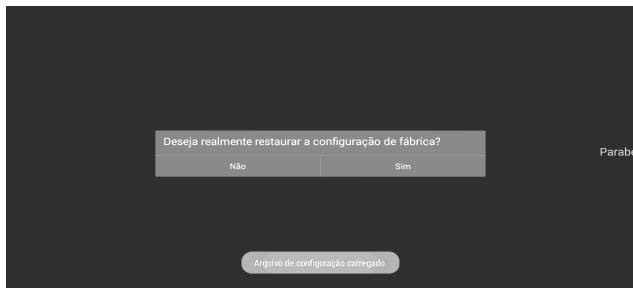 Deseja realmente restaurar a configuração de fábrica?
Não
Sim
Parabe
Arquivo de configuração carregado